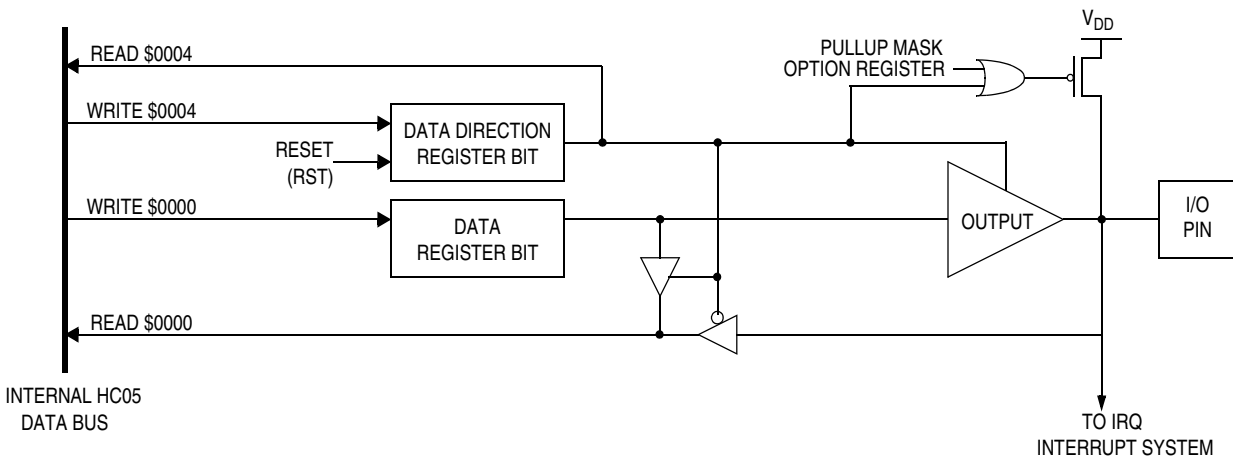 V_DD
READ $0004
PULLUP MASK
OPTION REGISTER
WRITE $0004
DATA DIRECTION
REGISTER BIT
RESET
(RST)
WRITE $0000
DATA
REGISTER BIT
OUTPUT
I/O
PIN
READ $0000
INTERNAL HC05
DATA BUS
TO IRQ
INTERRUPT SYSTEM